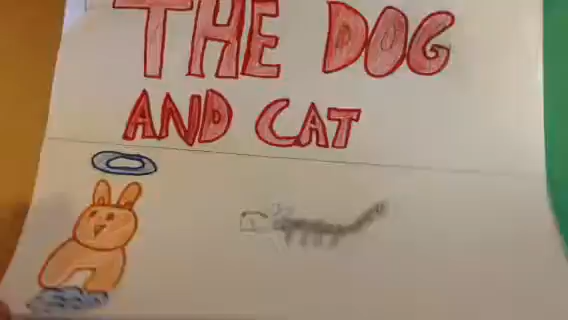 THE DOG
AND CAT